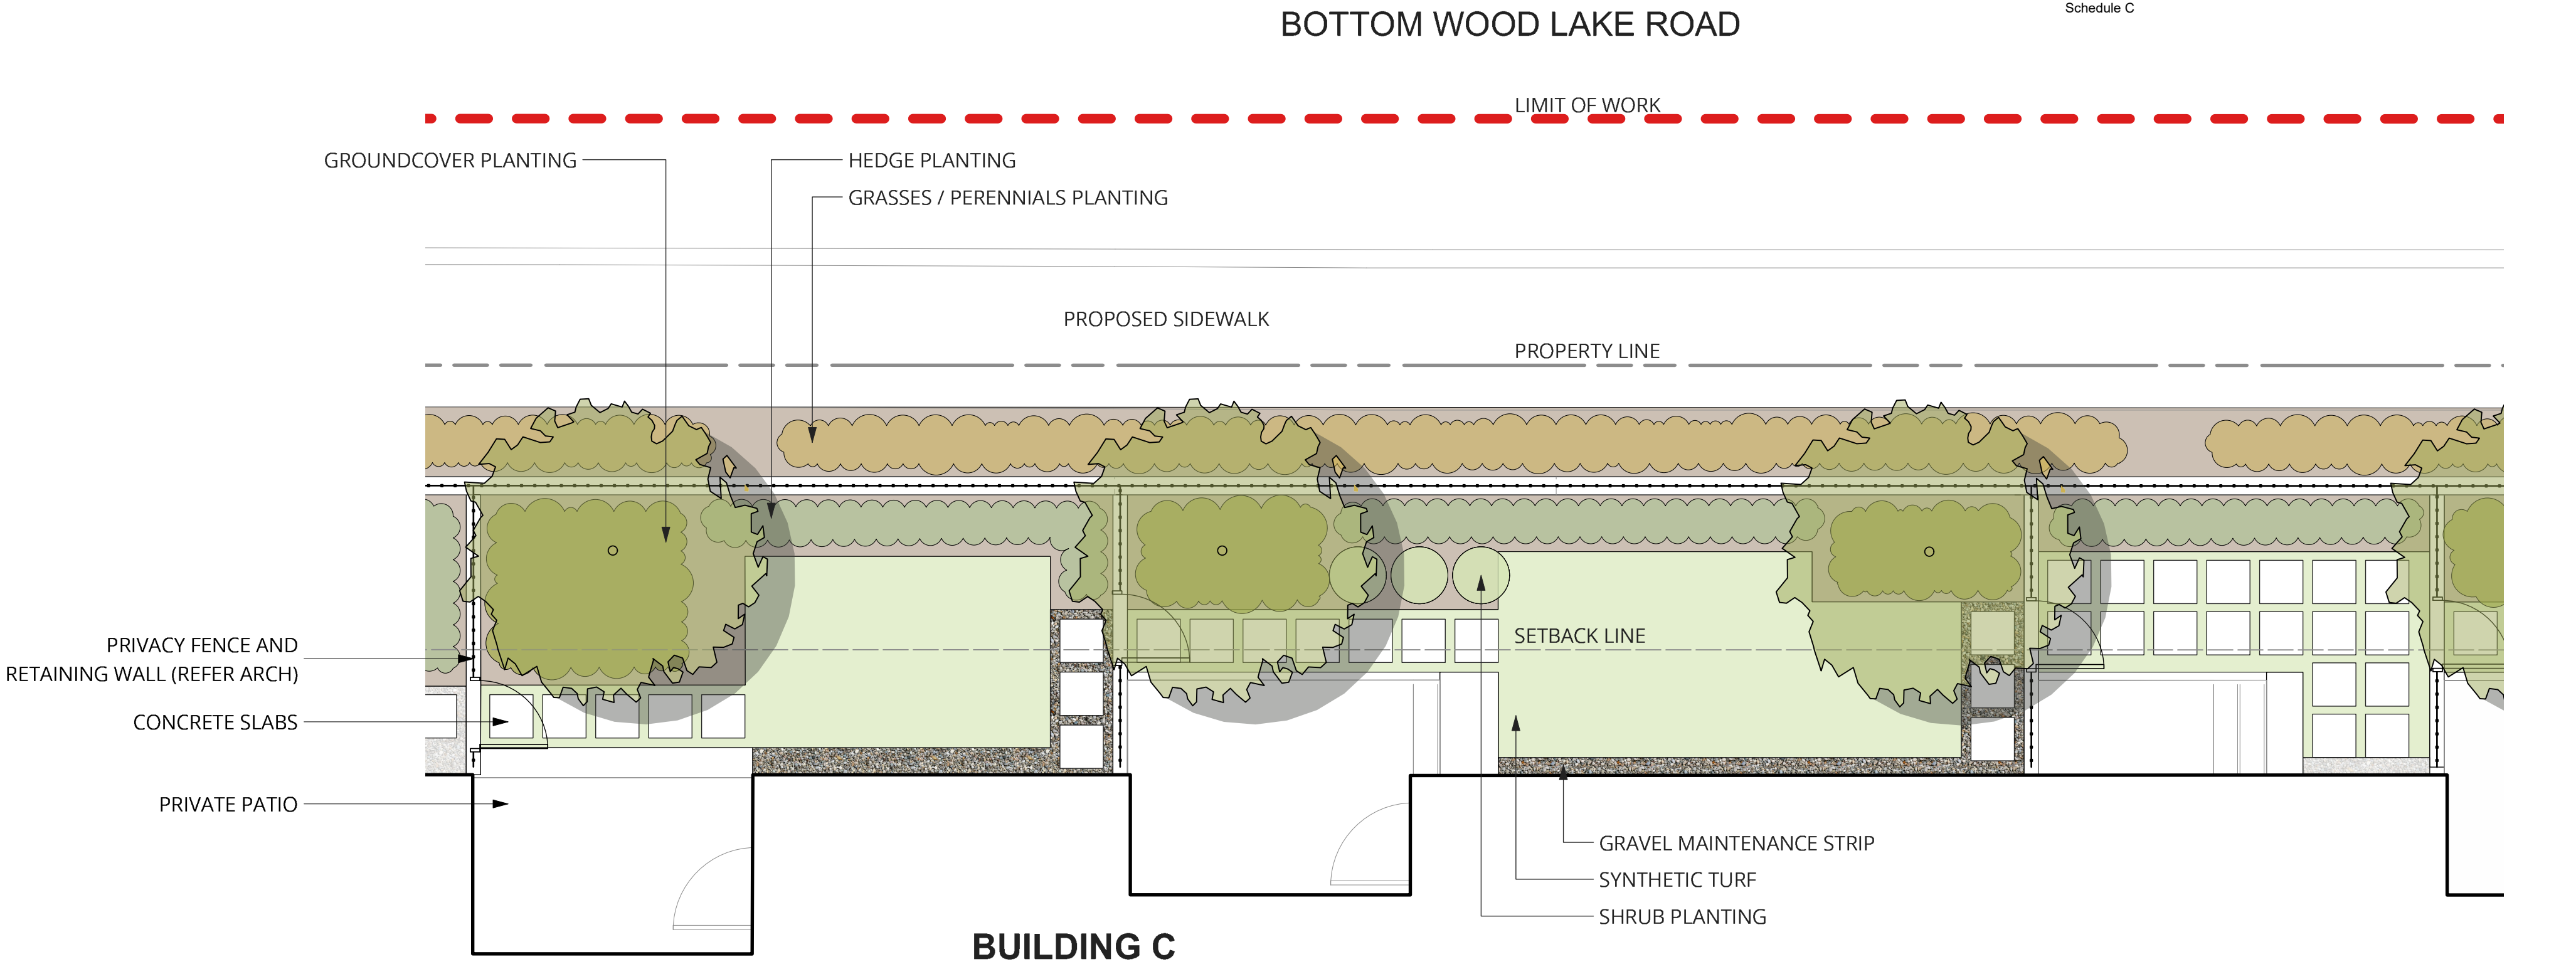 Schedule C
BOTTOM WOOD LAKE ROAD
LIMIT OF WORK
GROUNDCOVER PLANTING
HEDGE PLANTING
GRASSES / PERENNIALS PLANTING
PROPOSED SIDEWALK
PROPERTY LINE
SETBACK LINE
PRIVACY FENCE AND
RETAINING WALL (REFER ARCH)
CONCRETE SLABS
PRIVATE PATIO
GRAVEL MAINTENANCE STRIP
SYNTHETIC TURF
SHRUB PLANTING
BUILDING C